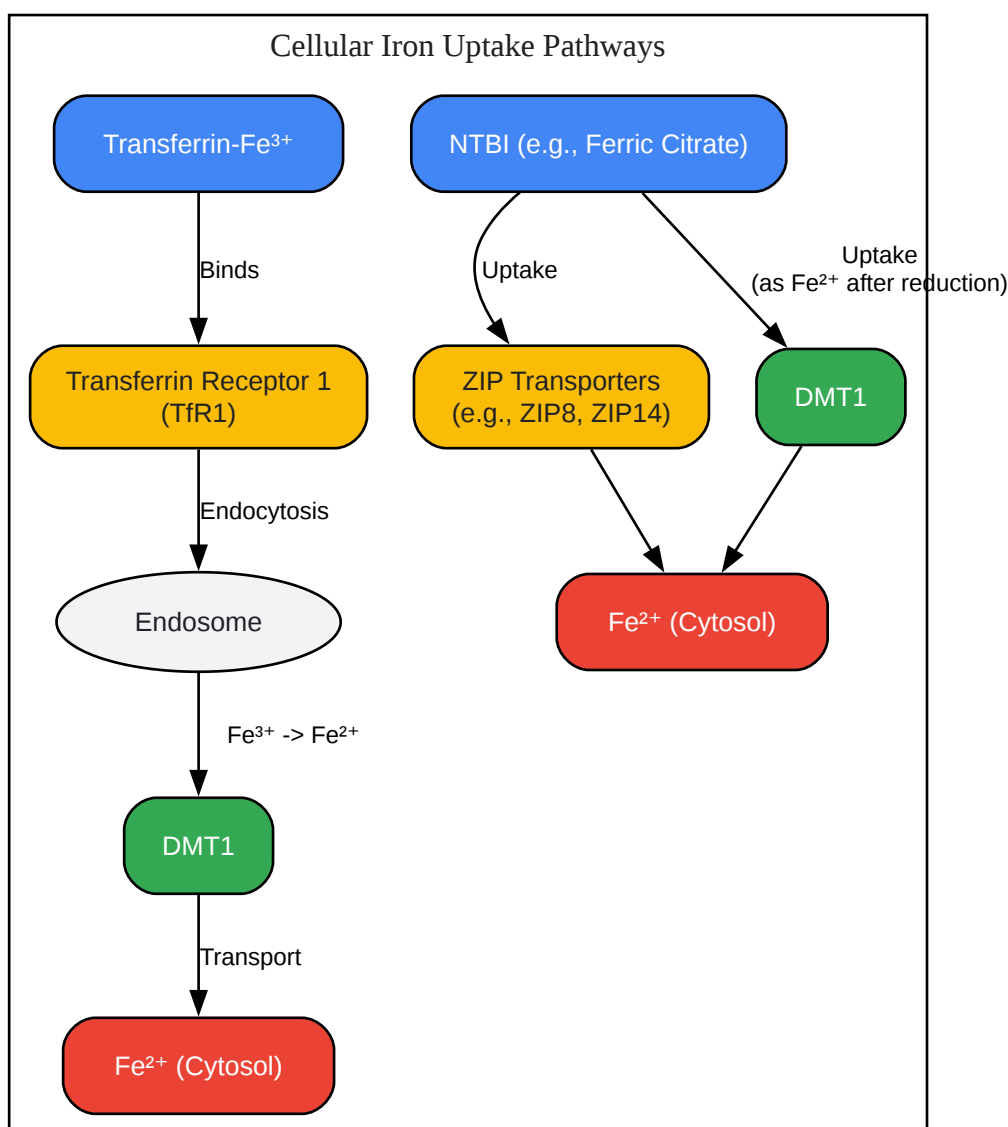 Cellular Iron Uptake Pathways
Transferrin-Fe³⁺
NTBI (e.g., Ferric Citrate)
Binds
Uptake
Uptake
(as Fe²⁺ after reduction)
Transferrin Receptor 1
(TfR1)
ZIP Transporters
(e.g., ZIP8, ZIP14)
DMT1
Endocytosis
Endosome
Fe²⁺ (Cytosol)
Fe³⁺ -> Fe²⁺
DMT1
Transport
Fe²⁺ (Cytosol)